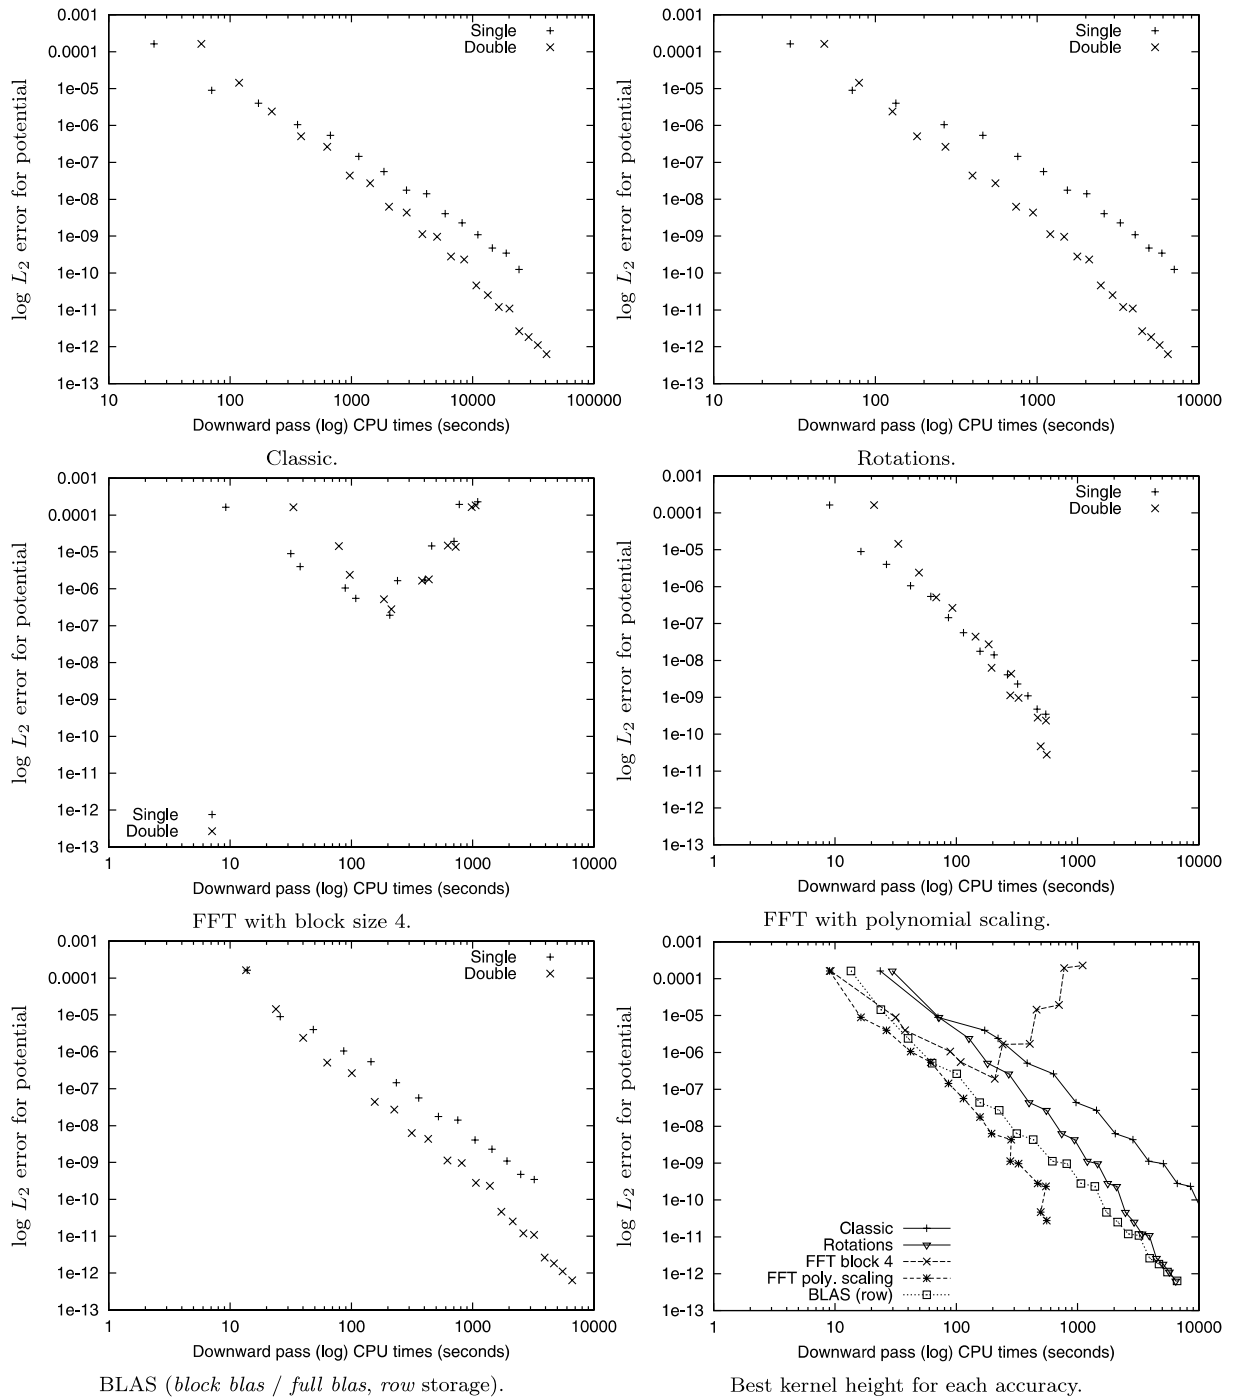 log L2 error for potential
0.001
0.0001
1e-05
1e-06
1e-07
1e-08
1e-09
1e-10
1e-11
1e-12
1e-13
10 100 1000 10000 100000
Single +
Double ×
Downward pass (log) CPU times (seconds)
Classic.
log L2 error for potential
0.001
0.0001
1e-05
1e-06
1e-07
1e-08
1e-09
1e-10
1e-11
1e-12
1e-13
10 100 1000 10000
Single +
Double ×
Downward pass (log) CPU times (seconds)
Rotations.
log L2 error for potential
0.001
0.0001
1e-05
1e-06
1e-07
1e-08
1e-09
1e-10
1e-11
1e-12
1e-13
1 10 100 1000 10000
Single +
Double ×
Downward pass (log) CPU times (seconds)
FFT with block size 4.
log L2 error for potential
0.001
0.0001
1e-05
1e-06
1e-07
1e-08
1e-09
1e-10
1e-11
1e-12
1e-13
1 10 100 1000 10000
Single +
Double ×
Downward pass (log) CPU times (seconds)
FFT with polynomial scaling.
log L2 error for potential
0.001
0.0001
1e-05
1e-06
1e-07
1e-08
1e-09
1e-10
1e-11
1e-12
1e-13
1 10 100 1000 10000
Single +
Double ×
Downward pass (log) CPU times (seconds)
BLAS (block blas / full blas, row storage).
log L2 error for potential
0.001
0.0001
1e-05
1e-06
1e-07
1e-08
1e-09
1e-10
1e-11
1e-12
1e-13
1 10 100 1000 10000
Classic
Rotations
FFT block 4
FFT poly. scaling
BLAS (row)
Downward pass (log) CPU times (seconds)
Best kernel height for each accuracy.